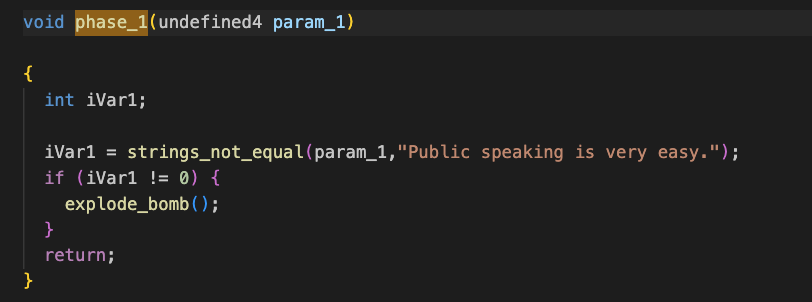 void phase_1(undefined4 param_1)
{
int iVar1;
iVar1 = strings_not_equal(param_1,"Public speaking is very easy.");
if (iVar1 != 0) {
explode_bomb();
}
return;
}